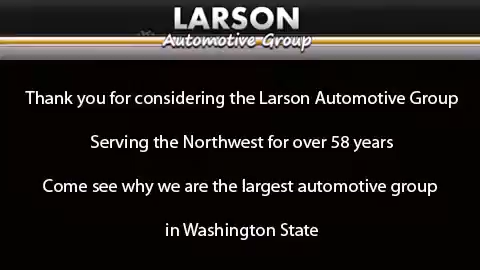 LARSON
Automotive Group
Thank you for considering the Larson Automotive Group
Serving the Northwest for over 58 years
Come see why we are the largest automotive group
in Washington State